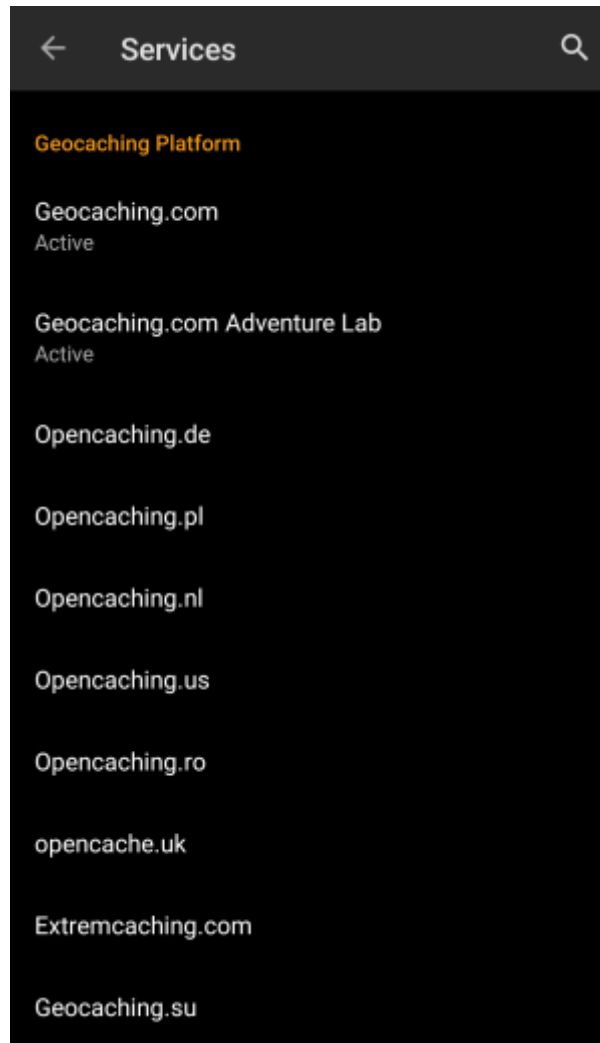 Services
Geocaching Platform
Geocaching.com
Active
Geocaching.com Adventure Lab
Active
Opencaching.de
Opencaching.pl
Opencaching.nl
Opencaching.us
Opencaching.ro
opencache.uk
Extremcaching.com
Geocaching.su